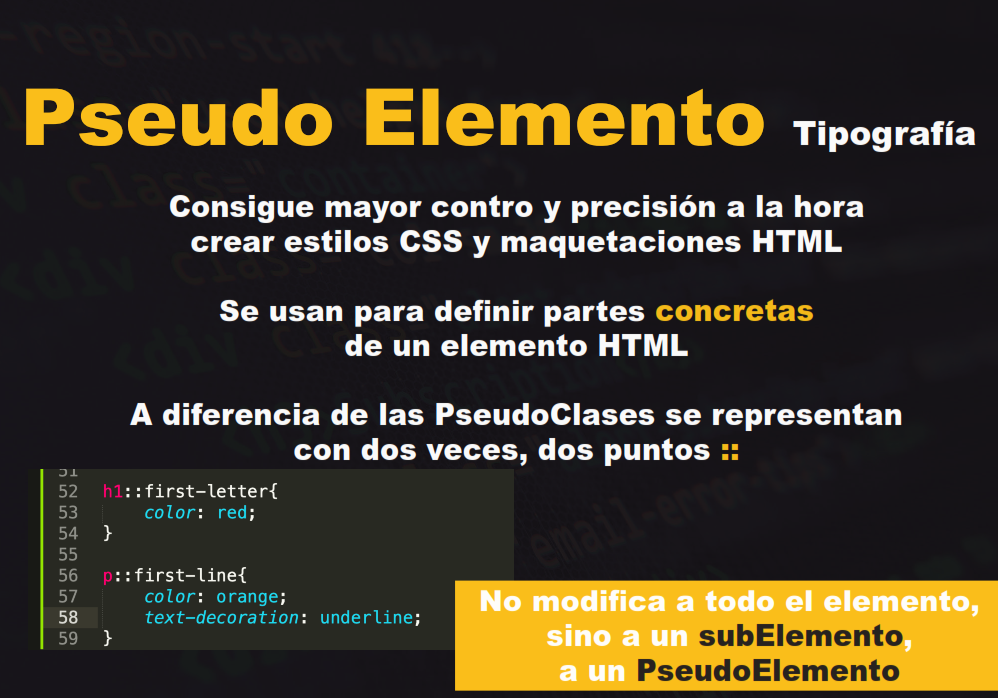 Pseudo Elemento Tipografía
Consigue mayor contro y precisión a la hora
crear estilos CSS y maquetaciones HTML
Se usan para definir partes concretas
de un elemento HTML
A diferencia de las PseudoClases se representan
con dos veces, dos puntos ::
51
52 h1::first-letter{
53 color: red;
54 }
55
56 p::first-line{
57 color: orange;
58 text-decoration: underline;
59 }
No modifica a todo el elemento,
sino a un subElemento,
a un PseudoElemento